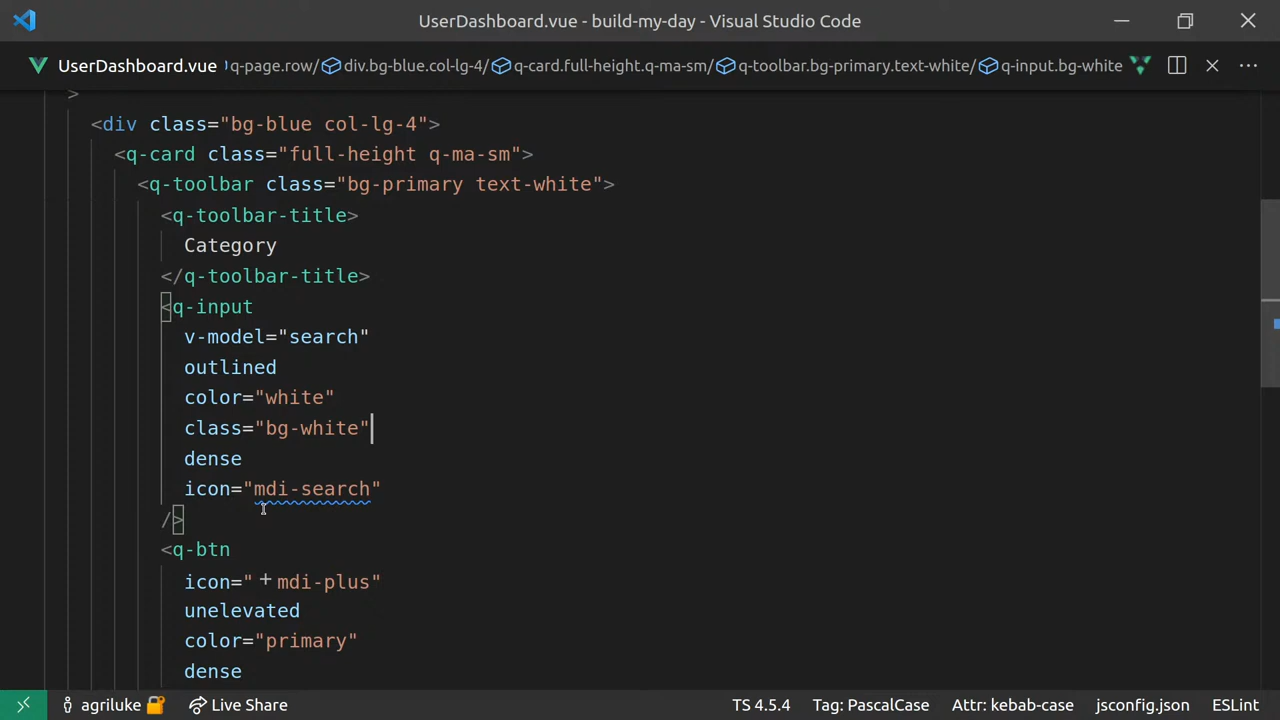 UserDashboard.vue - build-my-day - Visual Studio Code
UserDashboard.vue q-page.row/ div.bg-blue.col-lg-4/ q-card.full-height.q-ma-sm/ q-toolbar.bg-primary.text-white/ q-input.bg-white
>
<div class="bg-blue col-lg-4">
<q-card class="full-height q-ma-sm">
<q-toolbar class="bg-primary text-white">
<q-toolbar-title>
Category
</q-toolbar-title>
<q-input
v-model="search"
outlined
color="white"
class="bg-white"
dense
icon="mdi-search"
/>
<q-btn
icon="+mdi-plus"
unelevated
color="primary"
dense
agriluke Live Share TS 4.5.4 Tag: PascalCase Attr: kebab-case jsconfig.json ESLint